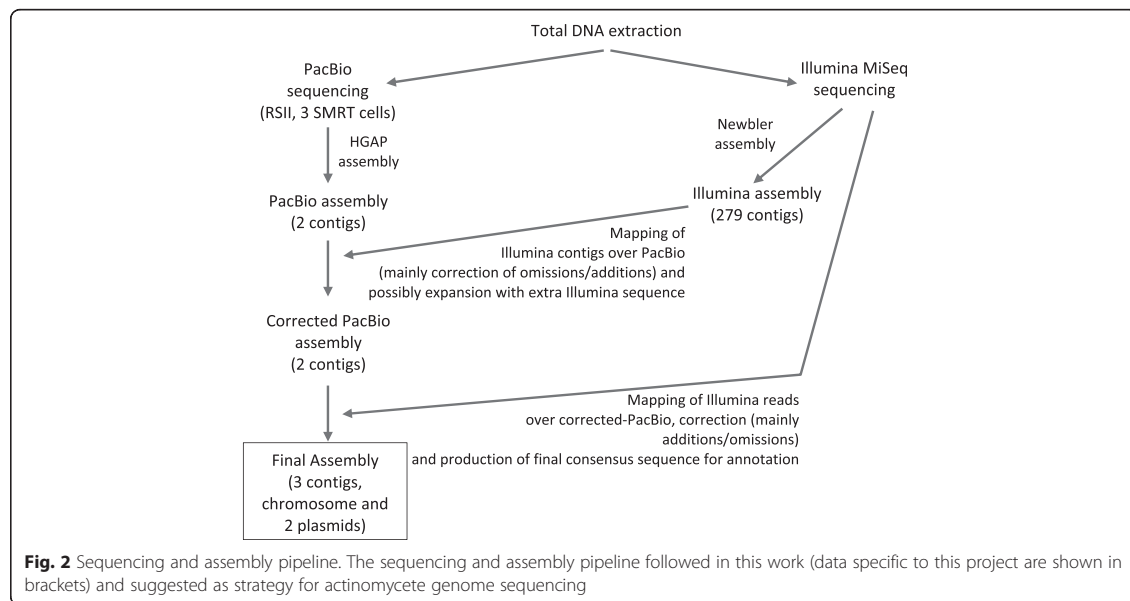 Total DNA extraction
PacBio
sequencing
(RSII, 3 SMRT cells)
Illumina MiSeq
sequencing
HGAP
assembly
Newbler
assembly
PacBio assembly
(2 contigs)
Illumina assembly
(279 contigs)
Mapping of
Illumina contigs over PacBio
(mainly correction of omissions/additions) and
possibly expansion with extra Illumina sequence
Corrected PacBio
assembly
(2 contigs)
Mapping of Illumina reads
over corrected-PacBio, correction (mainly
additions/omissions)
and production of final consensus sequence for annotation
Final Assembly
(3 contigs,
chromosome and
2 plasmids)
Fig. 2 Sequencing and assembly pipeline. The sequencing and assembly pipeline followed in this work (data specific to this project are shown in
brackets) and suggested as strategy for actinomycete genome sequencing